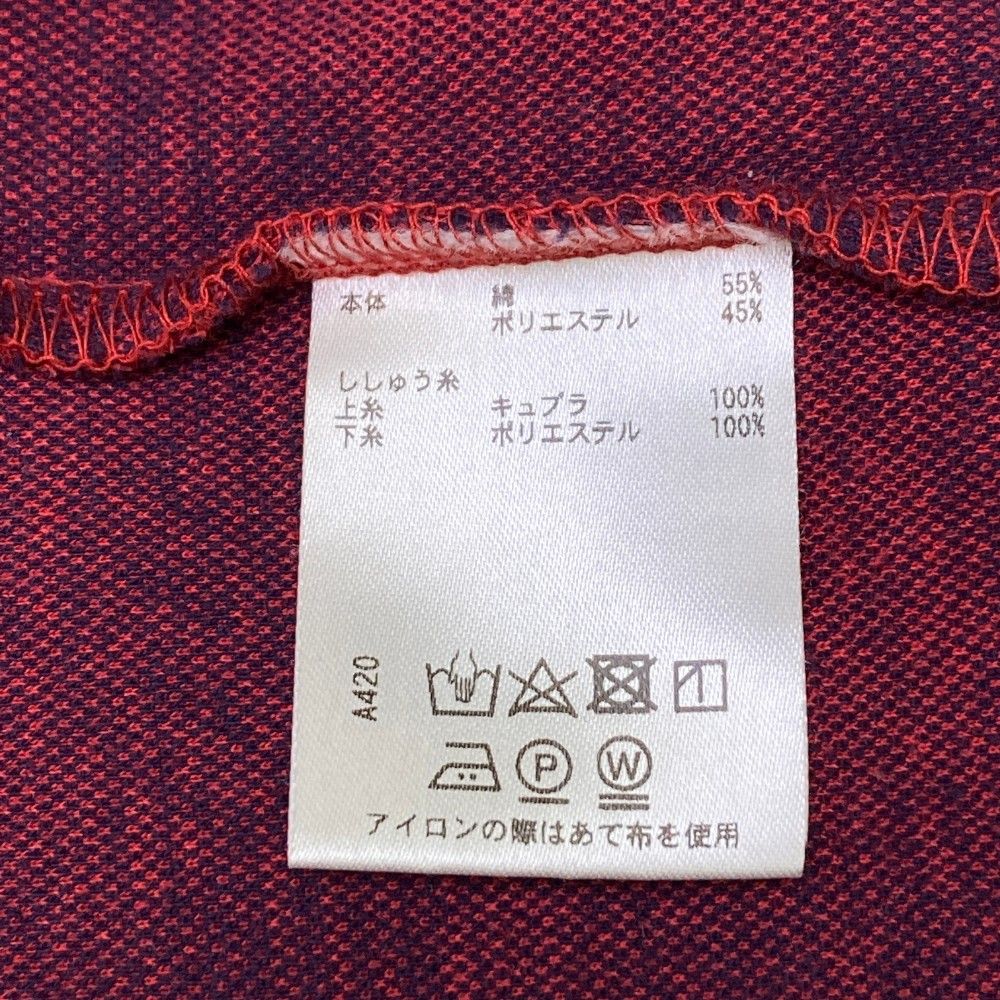 本体 綿 55%
ポリエステル 45%
ししゅう糸
上糸 キュプラ 100%
下糸 ポリエステル 100%
A420
P W
アイロンの際はあて布を使用